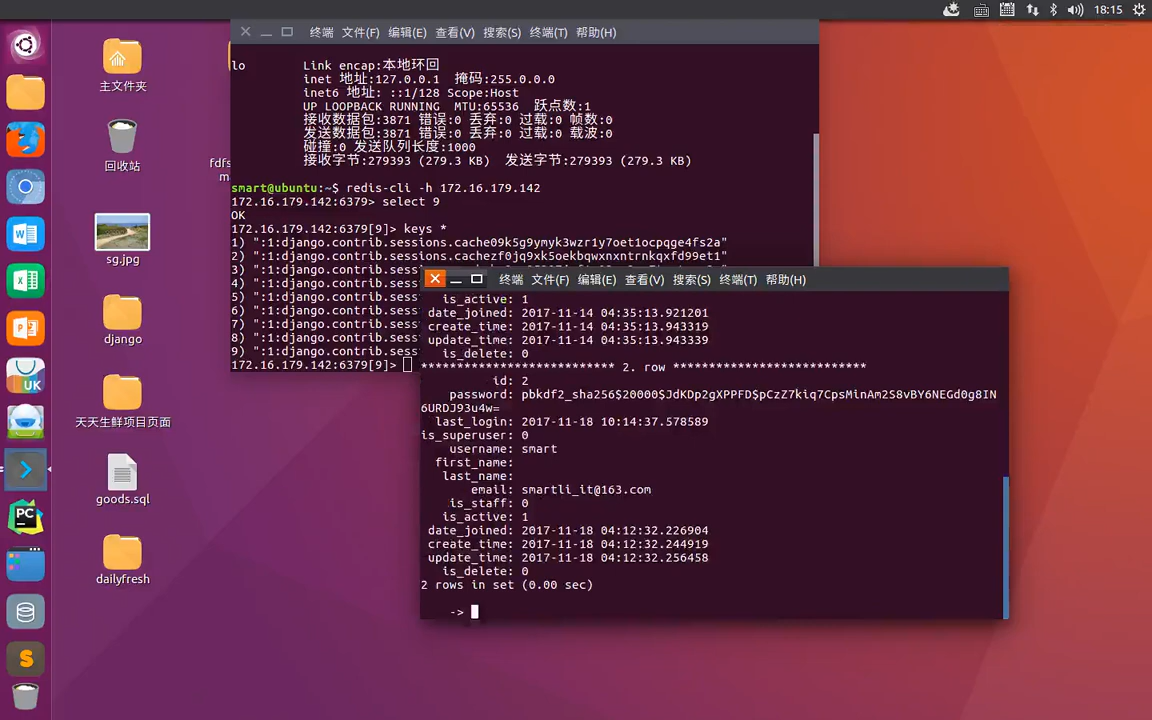 18:15
终端 文件(F) 编辑(E) 查看(V) 搜索(S) 终端(T) 帮助(H)
lo Link encap:本地环回
inet 地址:127.0.0.1 掩码:255.0.0.0
inet6 地址: ::1/128 Scope:Host
UP LOOPBACK RUNNING MTU:65536 跃点数:1
接收数据包:3871 错误:0 丢弃:0 过载:0 帧数:0
发送数据包:3871 错误:0 丢弃:0 过载:0 载波:0
碰撞:0 发送队列长度:1000
接收字节:279393 (279.3 KB) 发送字节:279393 (279.3 KB)
smart@ubuntu:~$ redis-cli -h 172.16.179.142
172.16.179.142:6379> select 9
OK
172.16.179.142:6379[9]> keys *
1) ":1:django.contrib.sessions.cache09k5g9ymyk3wzr1y7oet1ocpqge4fs2a"
2) ":1:django.contrib.sessions.cachezf0jq9xk5oekbqwxnxntrnkqxfd99et1"
3)
4) ":1:django.contrib.sess
5) ":1:django.contrib.sess
6) ":1:django.contrib.sess
7) ":1:django.contrib.sess
8) ":1:django.contrib.sess
9) ":1:django.contrib.sess
172.16.179.142:6379[9]>
终端 文件(F) 编辑(E) 查看(V) 搜索(S) 终端(T) 帮助(H)
is_active: 1
date_joined: 2017-11-14 04:35:13.921201
create_time: 2017-11-14 04:35:13.943319
update_time: 2017-11-14 04:35:13.943339
is_delete: 0
*************************** 2. row ***************************
id: 2
password: pbkdf2_sha256$20000$JdKDp2gXPPFD$pCzZ7kiq7CpsMinAm2S8vBY6NEGd0g8IN
6URDJ93u4w=
last_login: 2017-11-18 10:14:37.578589
is_superuser: 0
username: smart
first_name:
last_name:
email: smartli_it@163.com
is_staff: 0
is_active: 1
date_joined: 2017-11-18 04:12:32.226904
create_time: 2017-11-18 04:12:32.244919
update_time: 2017-11-18 04:12:32.256458
is_delete: 0
2 rows in set (0.00 sec)
->
主文件夹
回收站
fdfs
m
sg.jpg
django
天天生鲜项目页面
goods.sql
dailyfresh
W
X
P
UK
PC
S